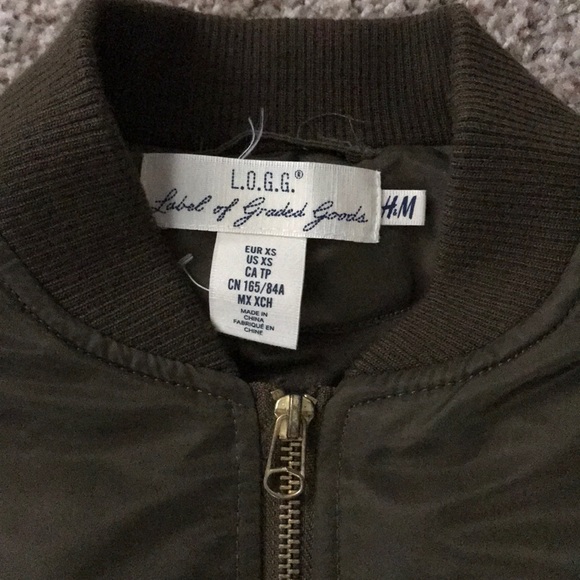 L.O.G.G.®
Label of Graded Goods
H&M
EUR XS
US XS
CA TP
CN 165/84A
MX XCH
MADE IN
CHINA
FABRIQUÉ EN
CHINE